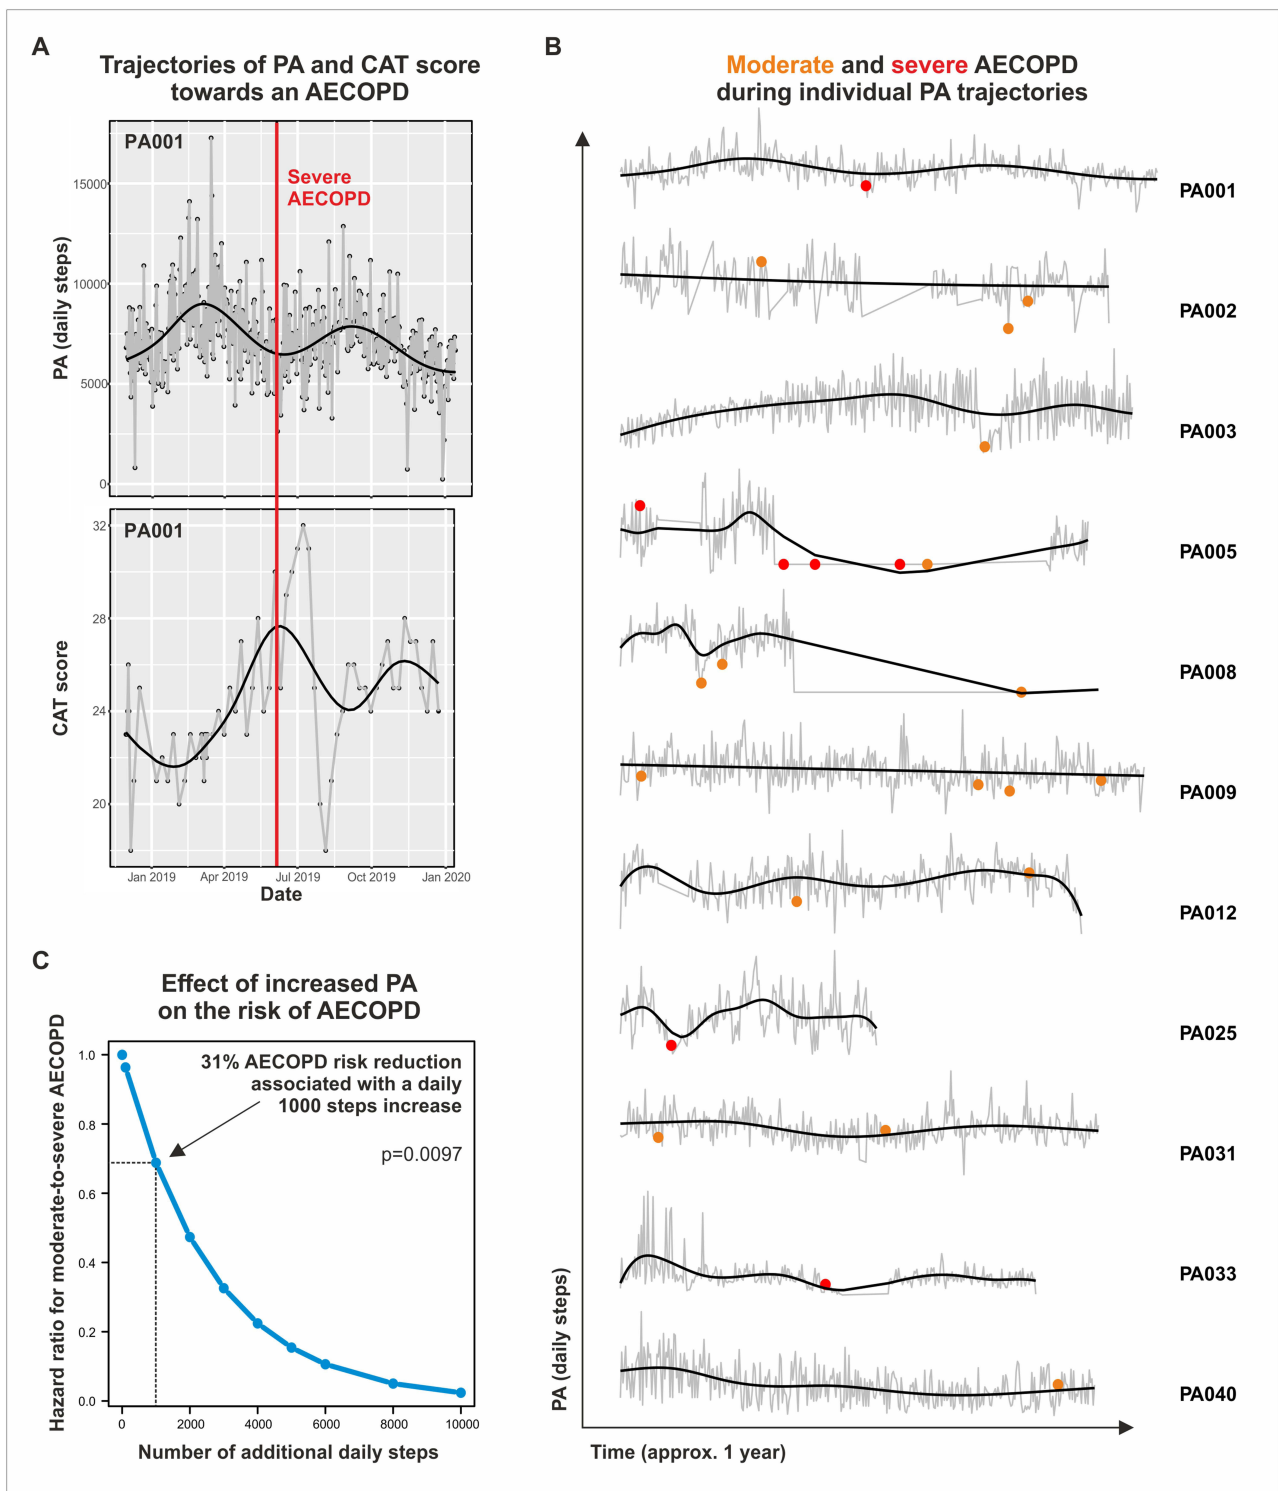 A
Trajectories of PA and CAT score
towards an AECOPD
PA001
Severe
AECOPD
15000
10000
5000
0
PA (daily steps)
PA001
32
28
24
20
CAT score
Jan 2019
Apr 2019
Jul 2019
Oct 2019
Jan 2020
Date
B
Moderate and severe AECOPD
during individual PA trajectories
PA001
PA002
PA003
PA005
PA008
PA009
PA012
PA025
PA031
PA033
PA040
PA (daily steps)
Time (approx. 1 year)
C
Effect of increased PA
on the risk of AECOPD
31% AECOPD risk reduction
associated with a daily
1000 steps increase
p=0.0097
1.0
0.8
0.6
0.4
0.2
0.0
Hazard ratio for moderate-to-severe AECOPD
0
2000
4000
6000
8000
10000
Number of additional daily steps